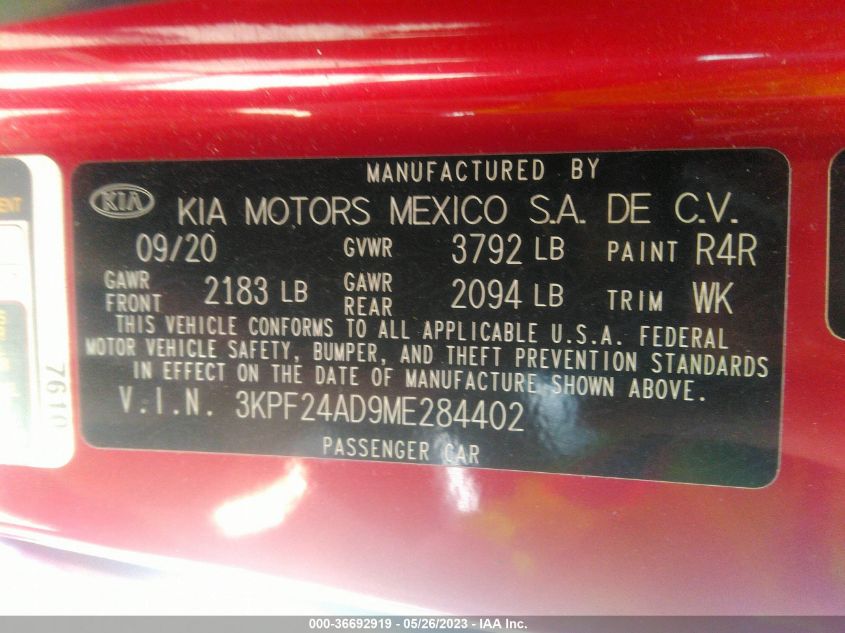 MANUFACTURED BY
KIA KIA MOTORS MEXICO S.A. DE C.V.
09/20 GVWR 3792 LB PAINT R4R
GAWR FRONT 2183 LB GAWR REAR 2094 LB TRIM WK
THIS VEHICLE CONFORMS TO ALL APPLICABLE U.S.A. FEDERAL
MOTOR VEHICLE SAFETY, BUMPER, AND THEFT PREVENTION STANDARDS
IN EFFECT ON THE DATE OF MANUFACTURE SHOWN ABOVE.
V.I.N. 3KPF24AD9ME284402
PASSENGER CAR
7610
000-36692919 - 05/26/2023 - IAA Inc.